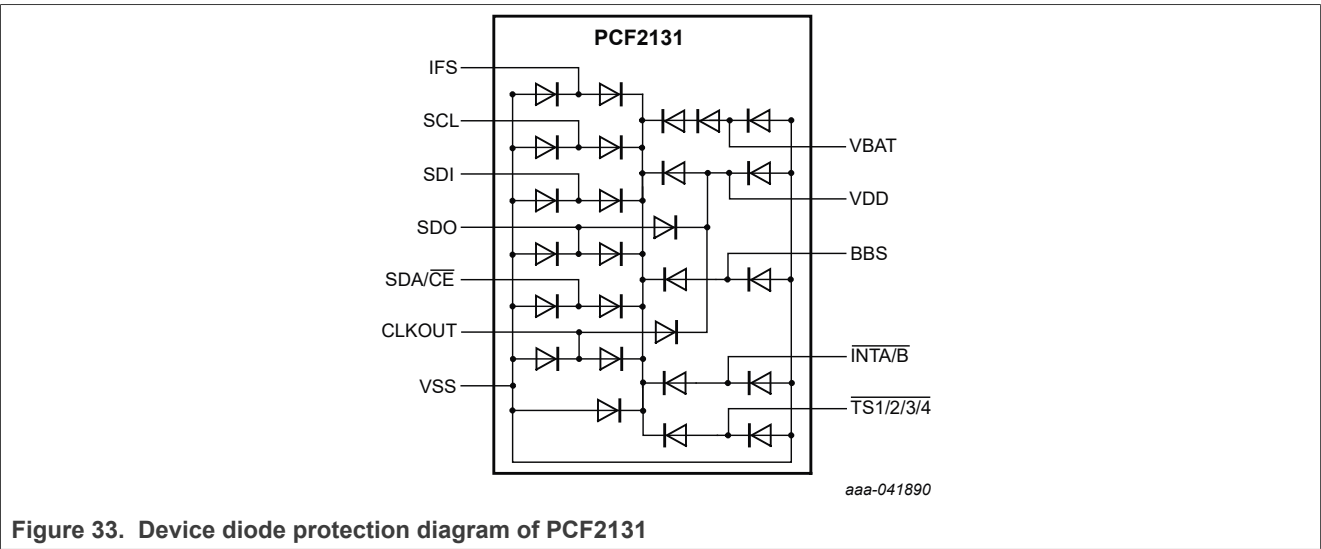 PCF2131
IFS
SCL
SDI
SDO
SDA/CE
CLKOUT
VSS
VBAT
VDD
BBS
INTA/B
TS1/2/3/4
aaa-041890
Figure 33. Device diode protection diagram of PCF2131